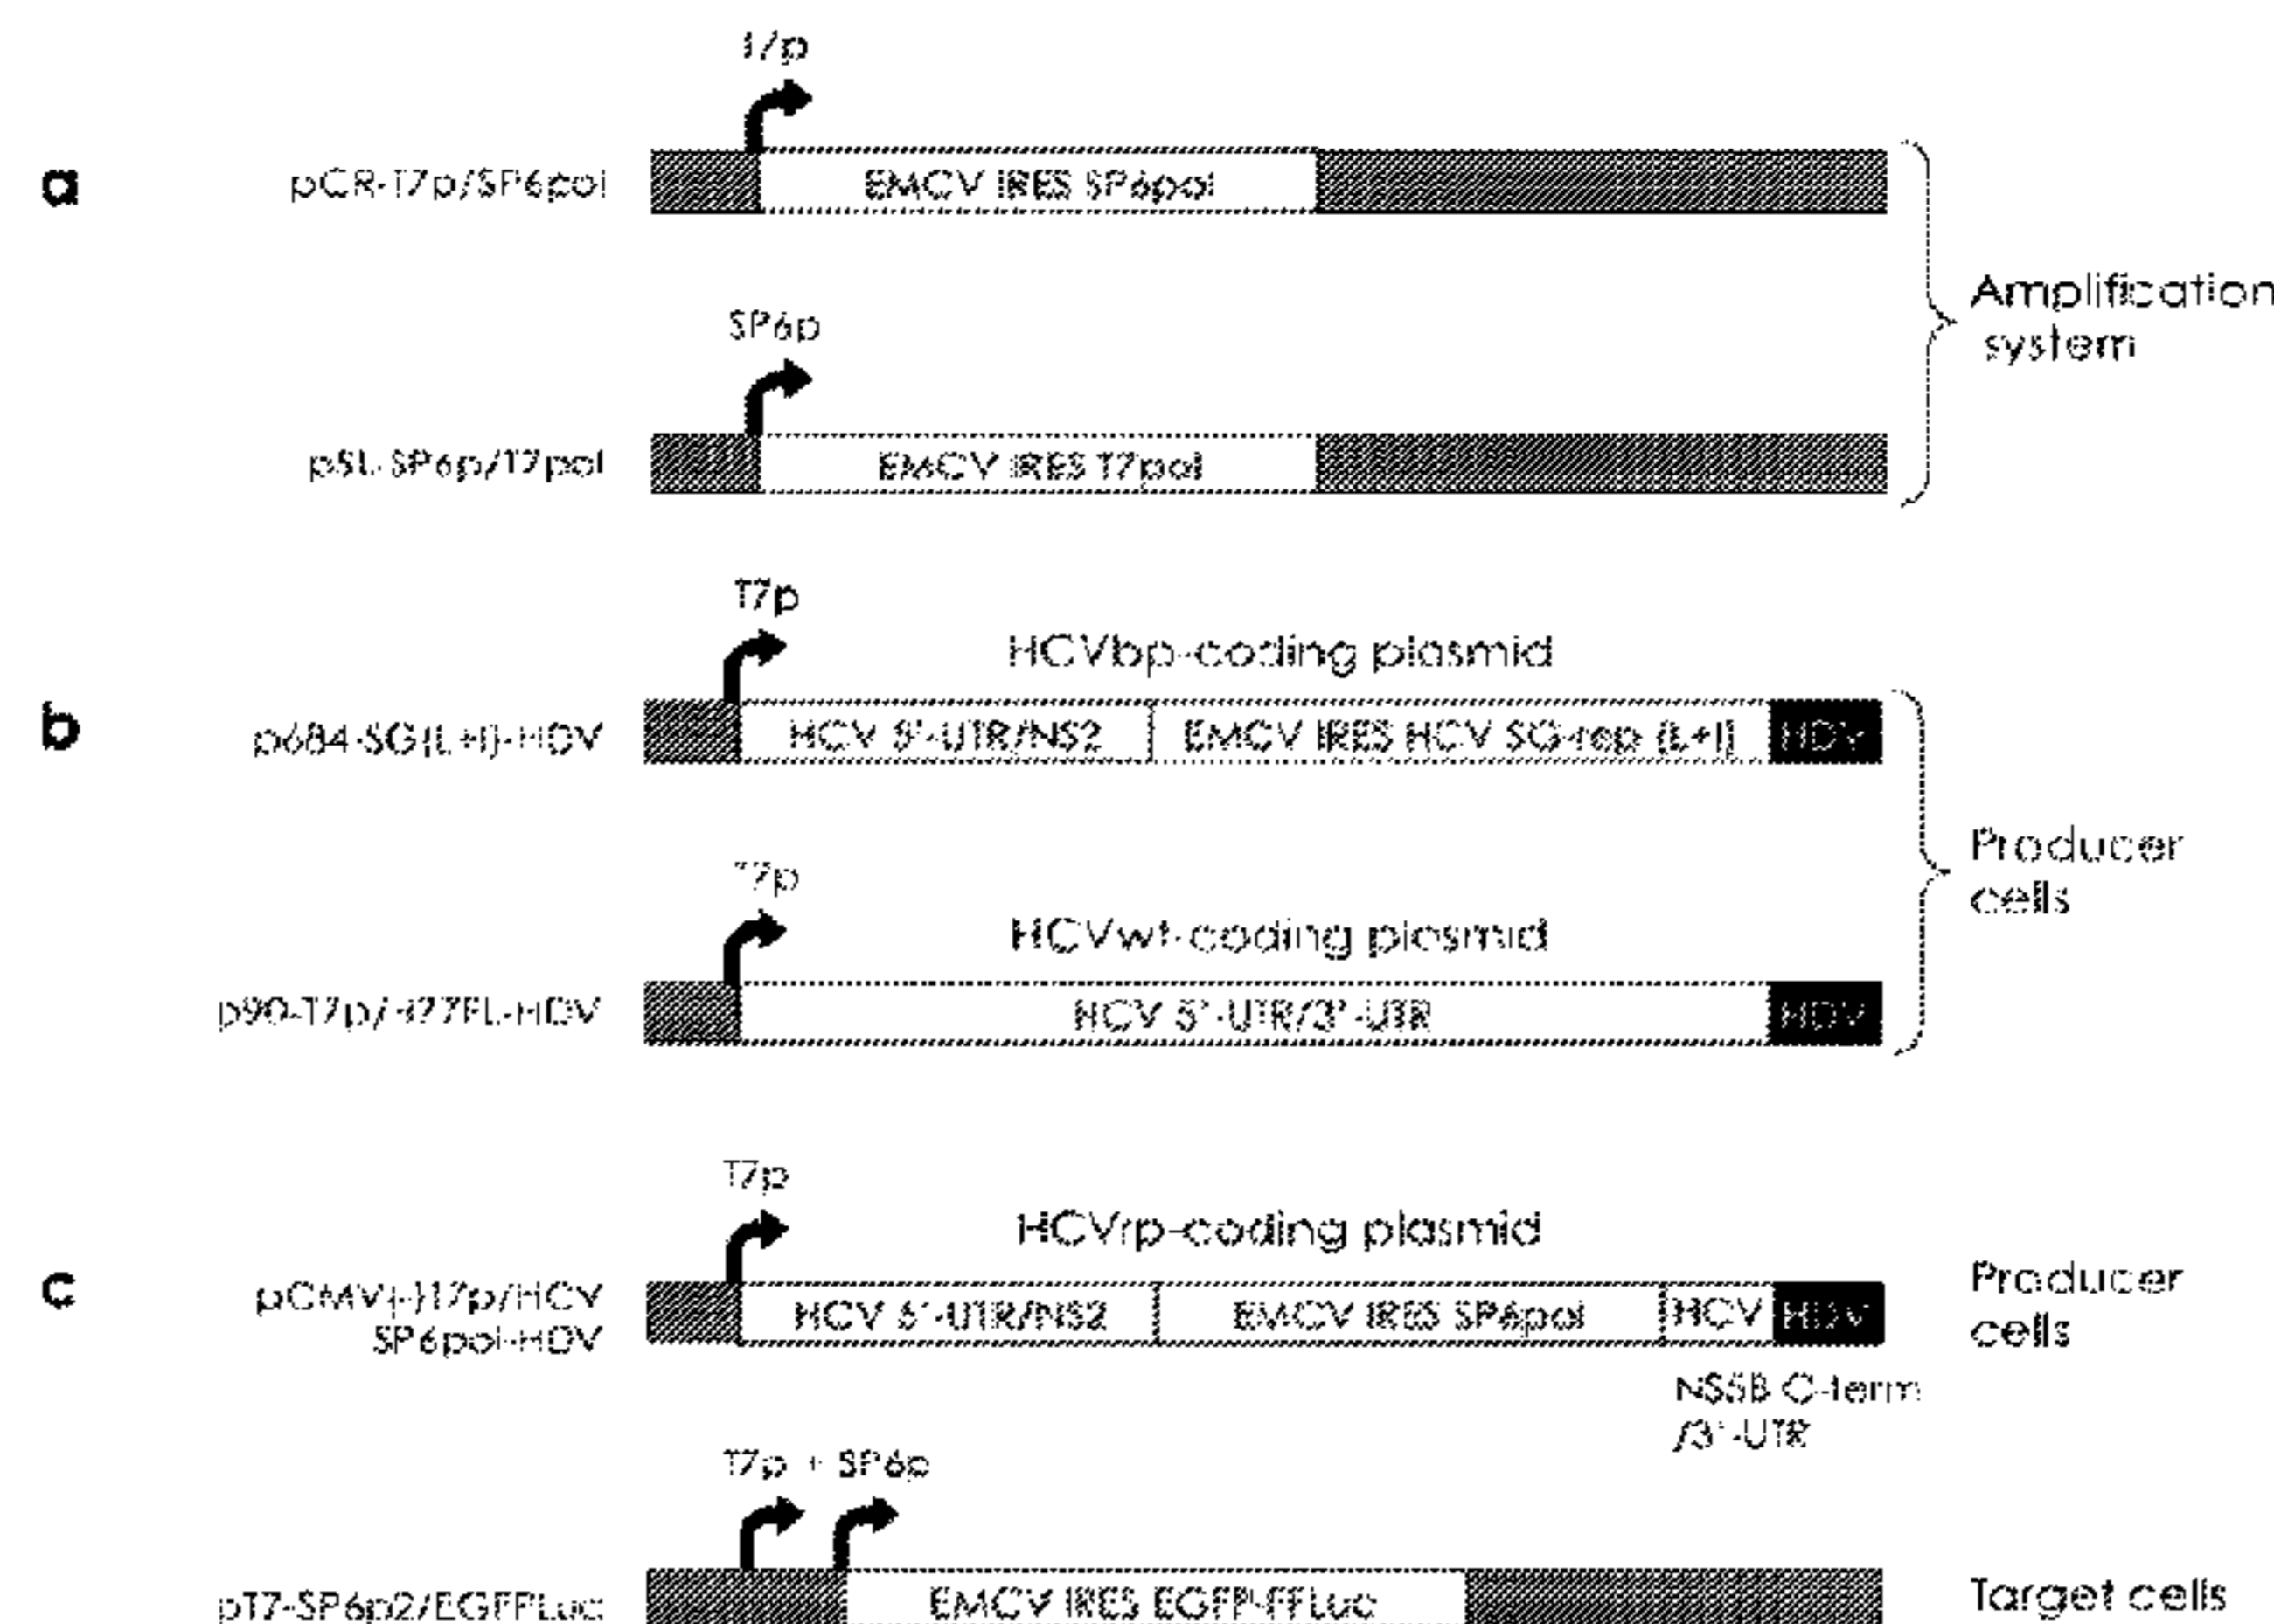 T7p
a
pCR-T7p/SP6pol
EMCV IRES SP6pol
Amplification
system
SP6p
pSL-SP6p/T7pol
EMCV IRES T7pol
T7p
HCVbp-coding plasmid
b
p684-SG(L+I)-HDV
HCV 5'-UTR/NS2
EMCV IRES HCV SG-rep (L+I)
HDV
Producer
cells
T7p
HCVwt-coding plasmid
p90-T7p/H77FL-HDV
HCV 5'-UTR/3'-UTR
HDV
T7p
HCVrp-coding plasmid
c
pCMV(-)T7p/HCV
SP6pol-HDV
HCV 5'-UTR/NS2
EMCV IRES SP6pol
HCV
HDV
Producer
cells
NS5B C-term
/3'-UTR
T7p + SP6p
pT7-SP6p2/EGFPLuc
EMCV IRES EGFP-FFLuc
Target cells